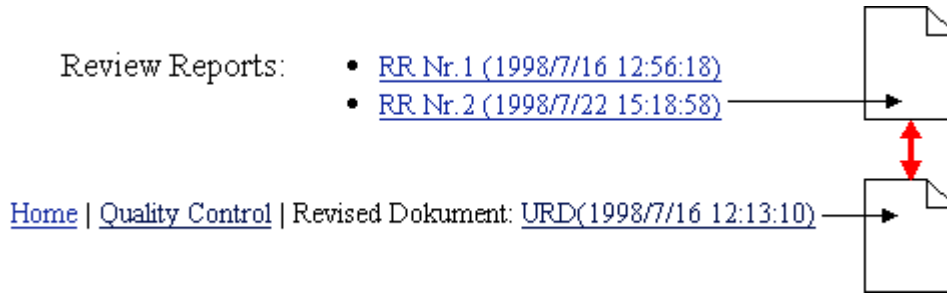 Review Reports: • RR Nr.1 (1998/7/16 12:56:18)
• RR Nr.2 (1998/7/22 15:18:58)
Home | Quality Control | Revised Dokument: URD(1998/7/16 12:13:10)